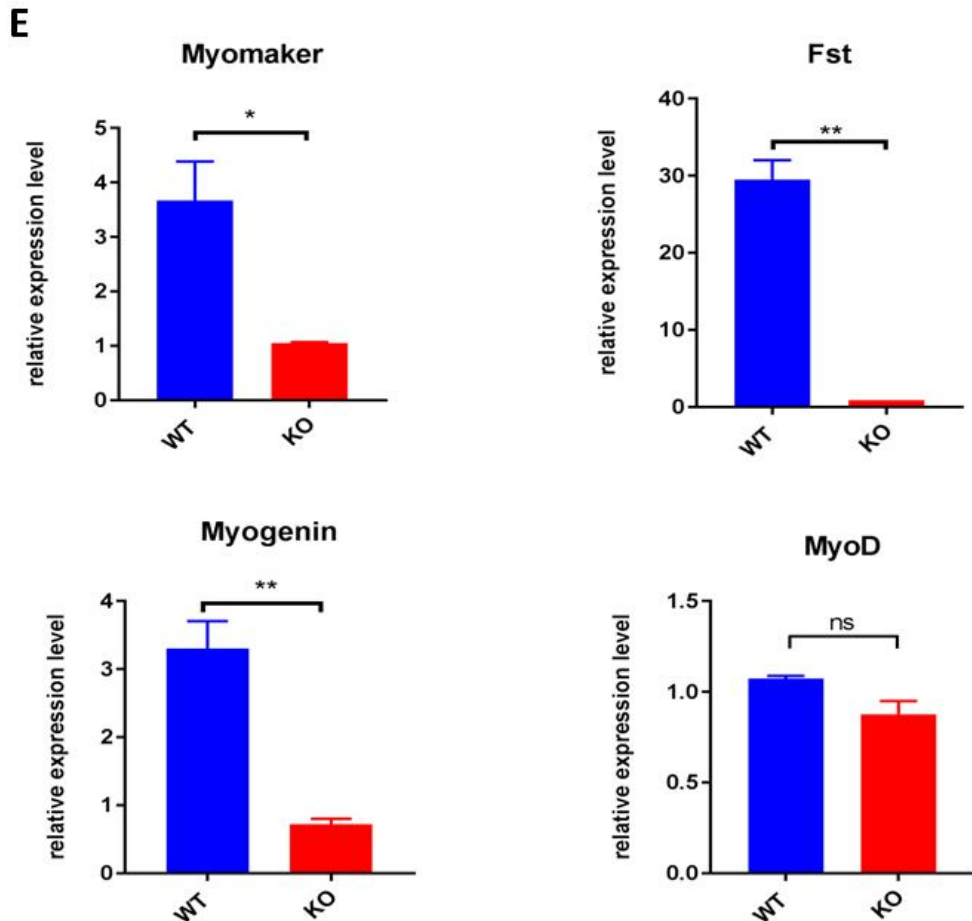 E
Myomaker
relative expression level
5
4
3
2
1
0
*
WT
KO
Fst
relative expression level
40
30
20
10
0
**
WT
KO
Myogenin
relative expression level
4
3
2
1
0
**
WT
KO
MyoD
relative expression level
1.5
1.0
0.5
0.0
ns
WT
KO